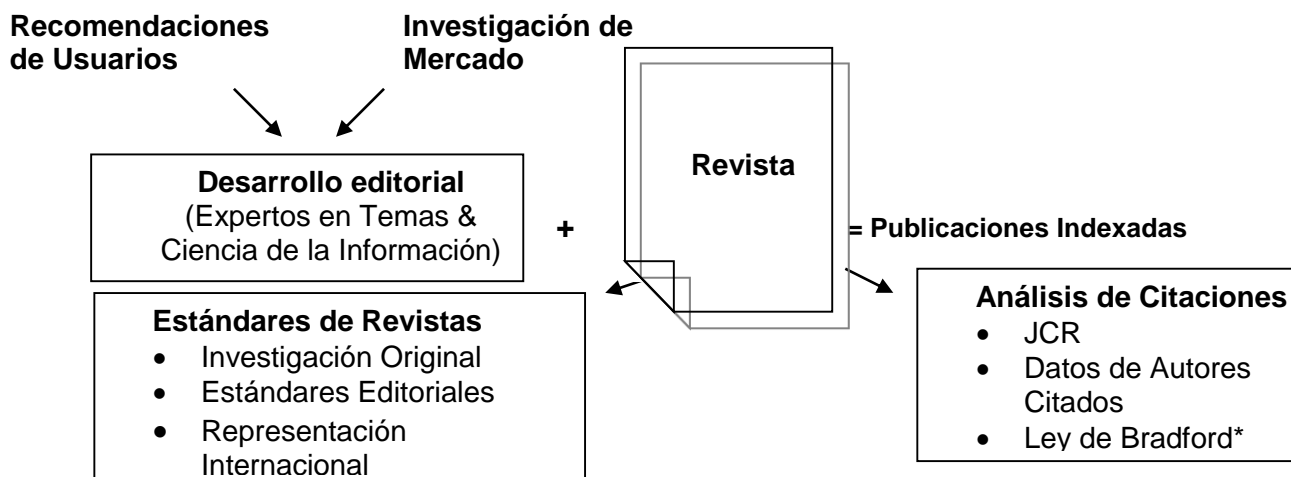 Recomendaciones
de Usuarios
Investigación de
Mercado
Desarrollo editorial
(Expertos en Temas &
Ciencia de la Información)
+
Revista
= Publicaciones Indexadas
Estándares de Revistas
• Investigación Original
• Estándares Editoriales
• Representación
Internacional
Análisis de Citaciones
• JCR
• Datos de Autores
Citados
• Ley de Bradford*